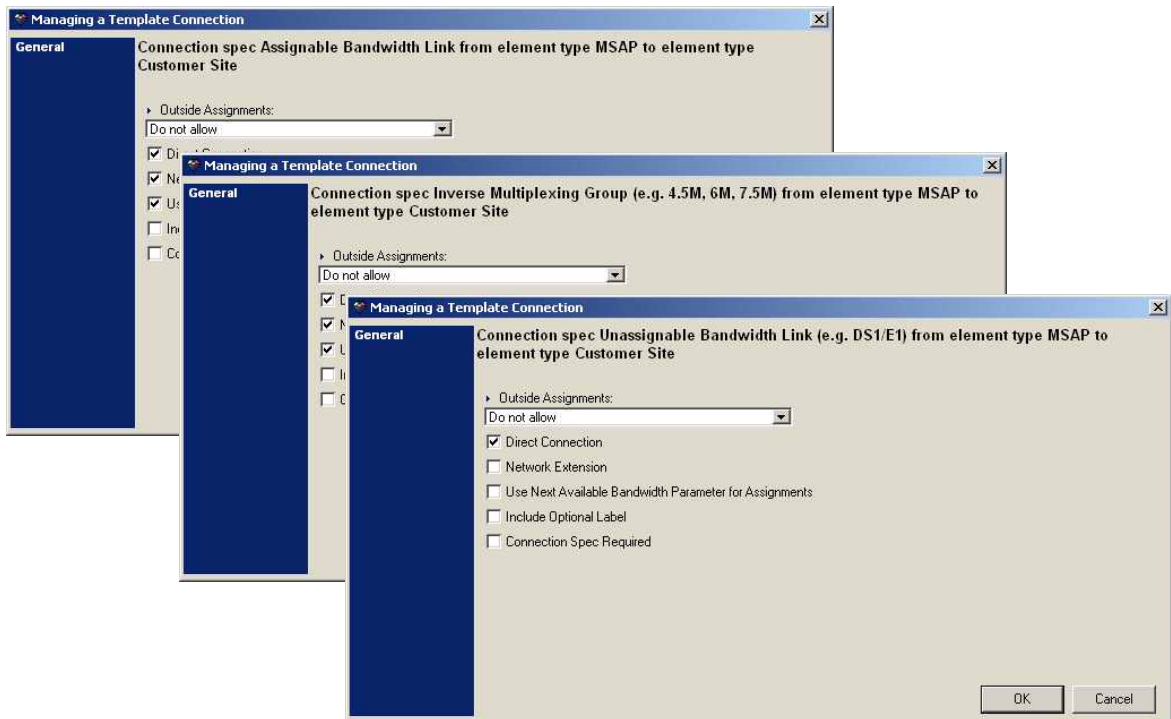 Managing a Template Connection
General
Connection spec Assignable Bandwidth Link from element type MSAP to element type
Customer Site
Outside Assignments:
Do not allow
Managing a Template Connection
General
Connection spec Inverse Multiplexing Group (e.g. 4.5M, 6M, 7.5M) from element type MSAP to
element type Customer Site
Outside Assignments:
Do not allow
Managing a Template Connection
General
Connection spec Unassignable Bandwidth Link (e.g. DS1/E1) from element type MSAP to
element type Customer Site
Outside Assignments:
Do not allow
Direct Connection
Network Extension
Use Next Available Bandwidth Parameter for Assignments
Include Optional Label
Connection Spec Required
OK
Cancel